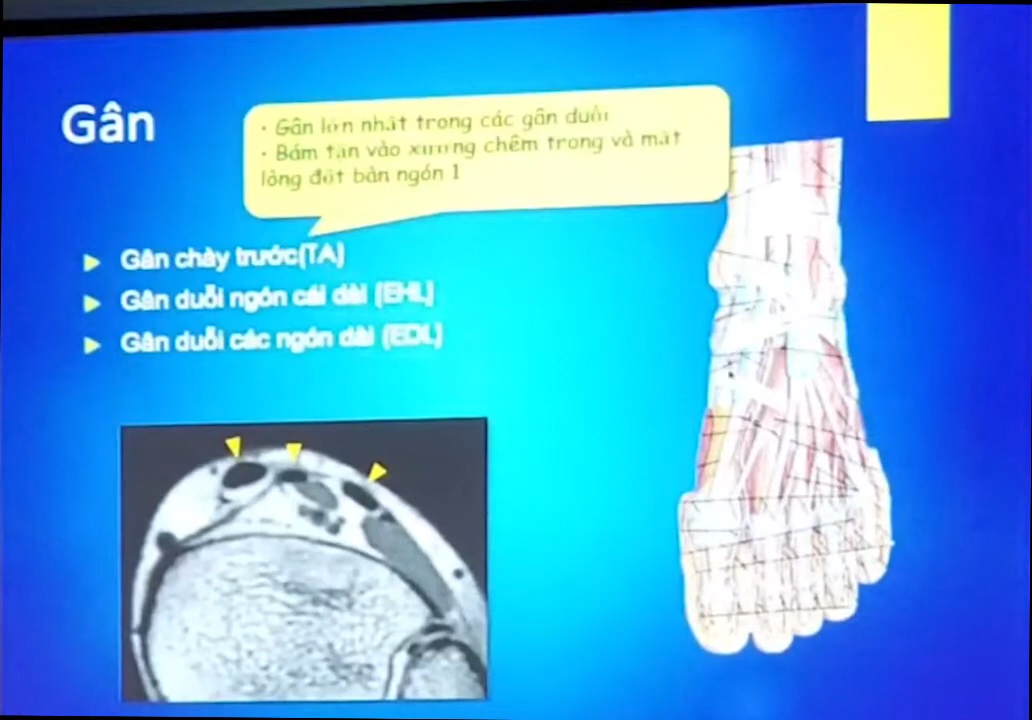 Gân
• Gân lớn nhất trong các gân duỗi
• Bám tận vào xương chêm trong và mặt
lòng đốt bàn ngón 1
Gân chày trước(TA)
Gân duỗi ngón cái dài (EHL)
Gân duỗi các ngón dài (EDL)